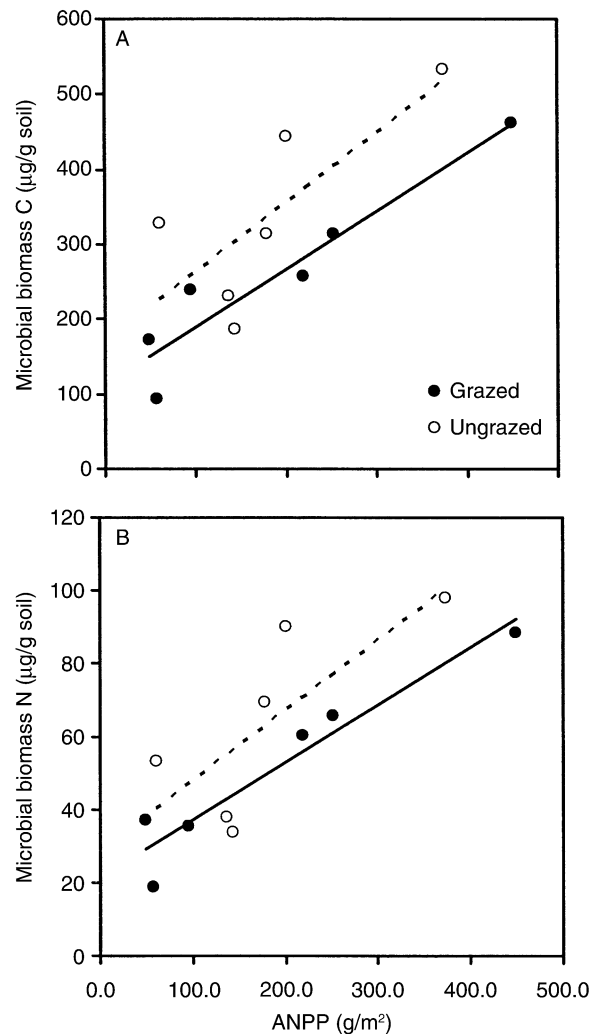 A
600
500
400
300
200
100
0
Microbial biomass C (µg/g soil)
Grazed
Ungrazed
B
120
100
80
60
40
20
0
Microbial biomass N (µg/g soil)
0.0 100.0 200.0 300.0 400.0 500.0
ANPP (g/m²)